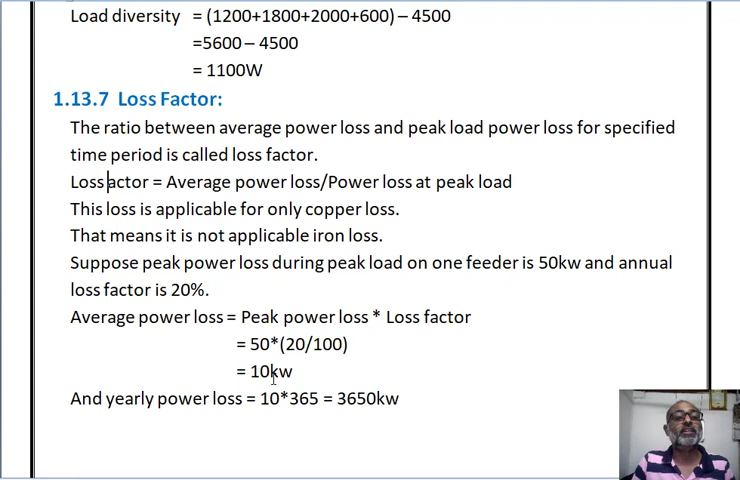 Load diversity = (1200+1800+2000+600) – 4500
=5600 – 4500
= 1100W
1.13.7 Loss Factor:
The ratio between average power loss and peak load power loss for specified
time period is called loss factor.
Loss actor = Average power loss/Power loss at peak load
This loss is applicable for only copper loss.
That means it is not applicable iron loss.
Suppose peak power loss during peak load on one feeder is 50kw and annual
loss factor is 20%.
Average power loss = Peak power loss * Loss factor
= 50*(20/100)
= 10kw
And yearly power loss = 10*365 = 3650kw